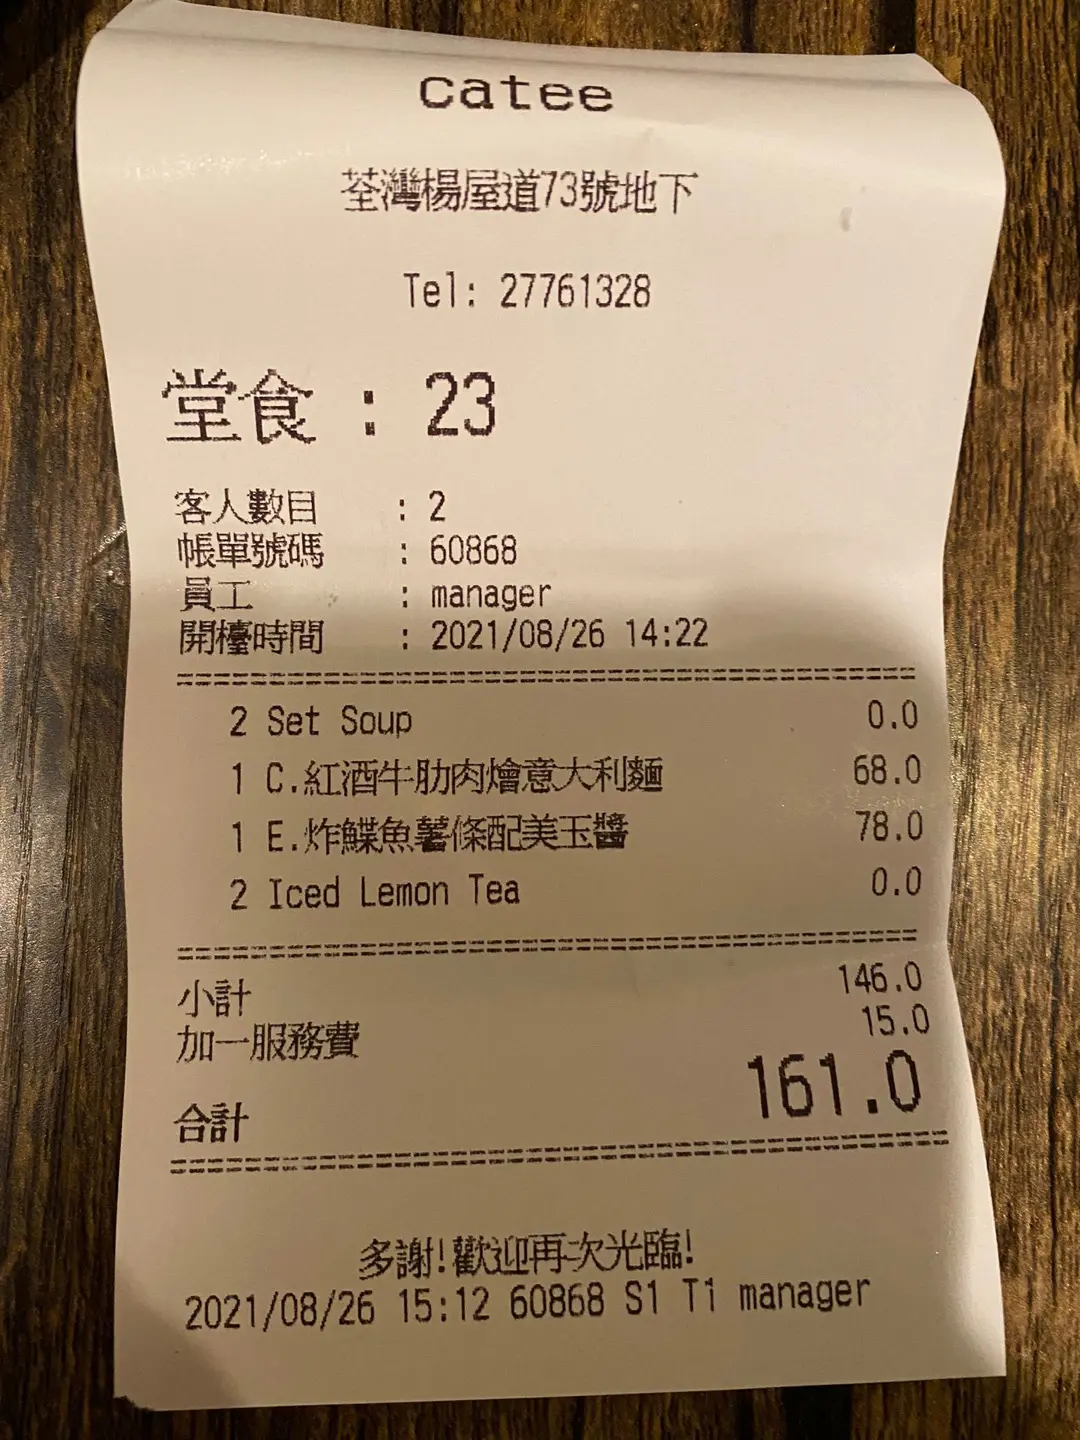 catee
荃灣楊屋道73號地下
Tel: 27761328
堂食 : 23
客人數目 : 2
帳單號碼 : 60868
員工 : manager
開檯時間 : 2021/08/26 14:22
2 Set Soup 0.0
1 C.紅酒牛肋肉燴意大利麵 68.0
1 E.炸鰈魚薯條配美玉醬 78.0
2 Iced Lemon Tea 0.0
小計 146.0
加一服務費 15.0
合計 161.0
多謝!歡迎再次光臨!
2021/08/26 15:12 60868 S1 T1 manager